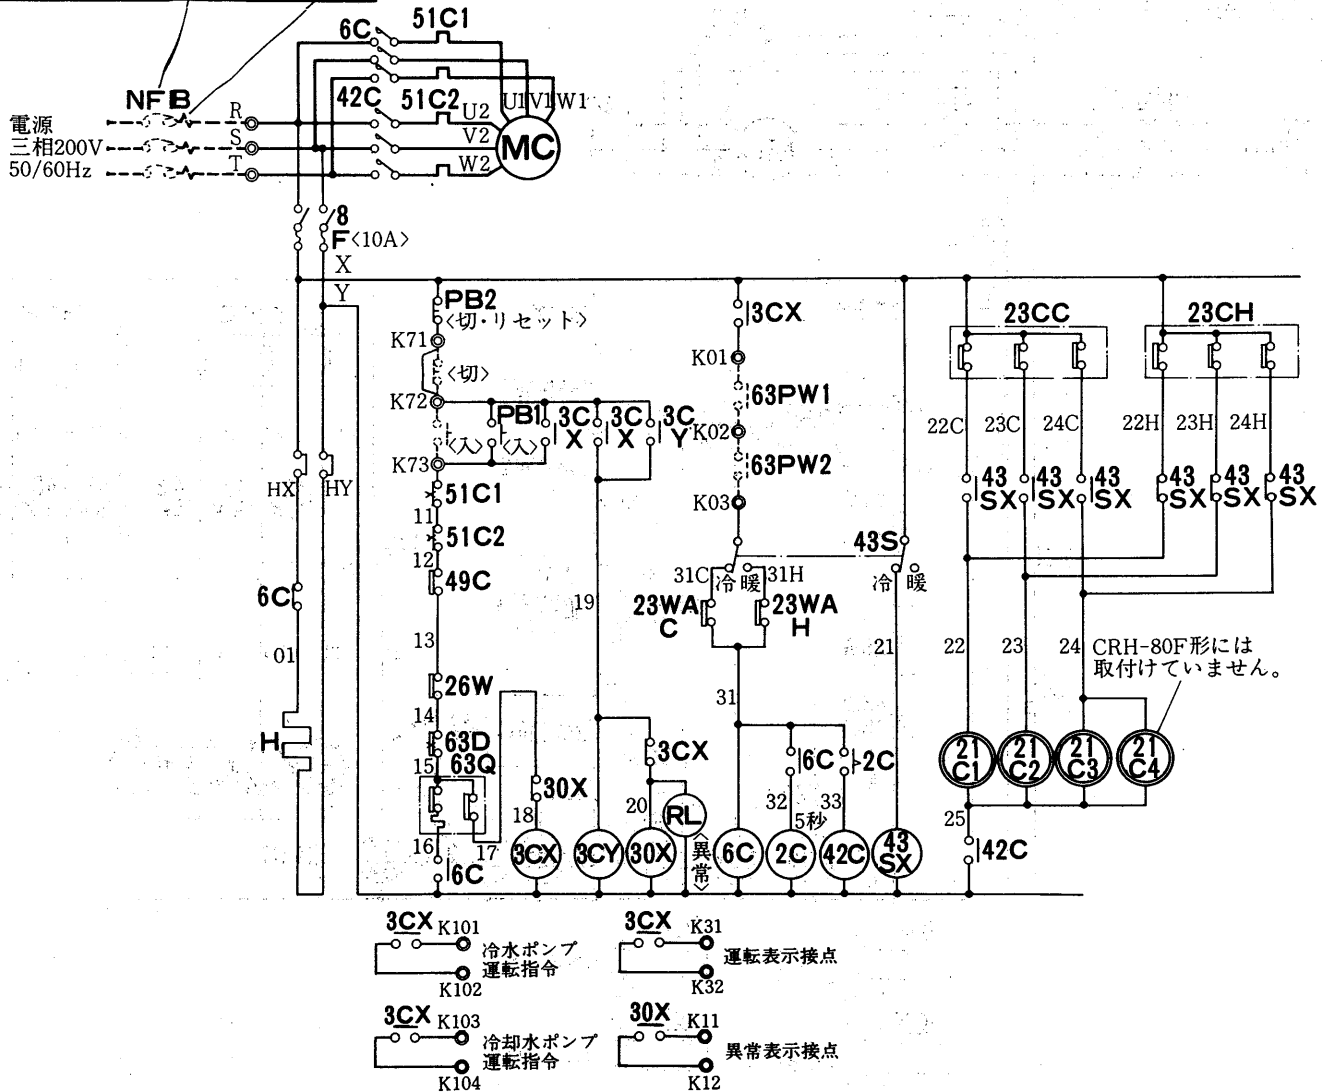 6C
51C1
NFB
42C
51C2
U1 V1 W1
U2
V2
W2
MC
R
S
T
電源
三相200V
50/60Hz
8
F〈10A〉
X
Y
PB2
〈切・リセット〉
K71
〈切〉
K72
〈入〉
PB1
〈入〉
3C
X
3C
X
3C
Y
K73
51C1
11
51C2
12
49C
13
26W
14
63D
15
63Q
16
17
6C
30X
18
3CX
19
3CY
3CX
20
30X
RL
〈異常〉
HX
HY
6C
01
H
3CX
K01
63PW1
K02
63PW2
K03
43S
31C
冷 暖
31H
冷 暖
23WA
C
23WA
H
31
6C
2C
32
33
5秒
6C
2C
42C
21
43
SX
23CC
23CH
22C
23C
24C
22H
23H
24H
43
SX
43
SX
43
SX
43
SX
43
SX
43
SX
22
23
24
CRH-80F形には
取付けていません。
21
C1
21
C2
21
C3
21
C4
25
42C
3CX
K101
冷水ポンプ
運転指令
K102
3CX
K31
運転表示接点
K32
3CX
K103
冷却水ポンプ
運転指令
K104
30X
K11
異常表示接点
K12